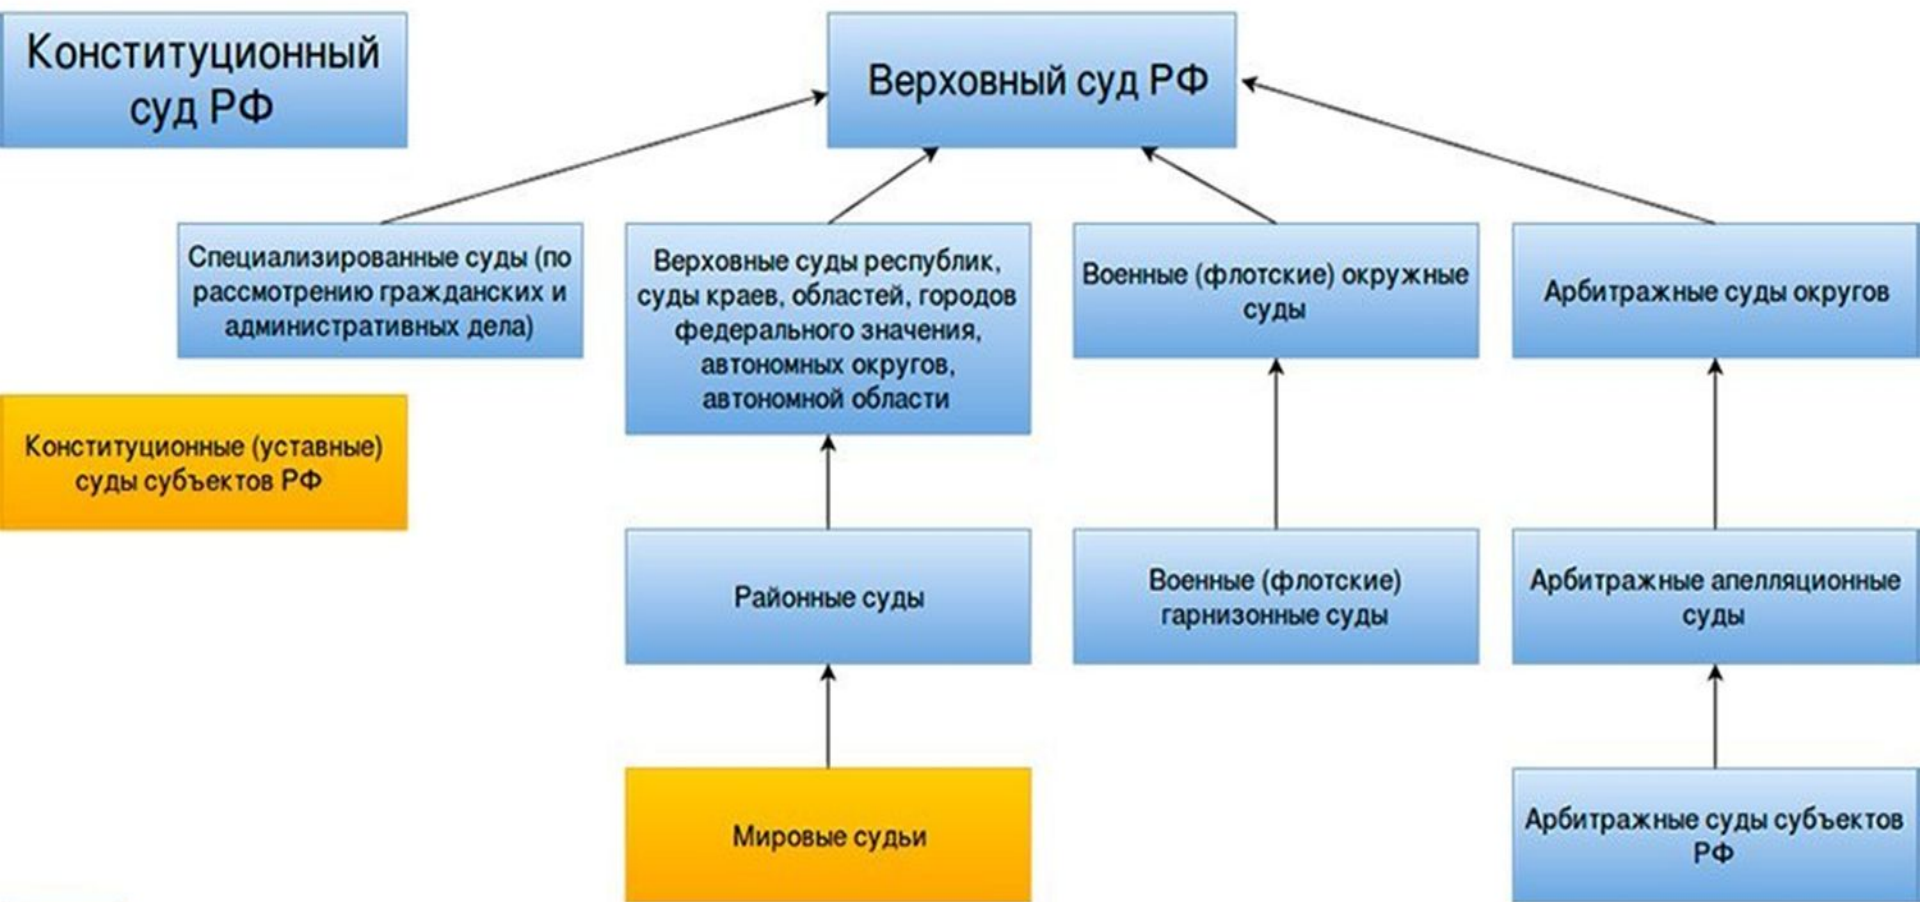 Конституционный
суд РФ
Верховный суд РФ
Специализированные суды (по
рассмотрению гражданских и
административных дела)
Верховные суды республик,
суды краев, областей, городов
федерального значения,
автономных округов,
автономной области
Военные (флотские) окружные
суды
Арбитражные суды округов
Конституционные (уставные)
суды субъектов РФ
Районные суды
Военные (флотские)
гарнизонные суды
Арбитражные апелляционные
суды
Мировые судьи
Арбитражные суды субъектов
РФ